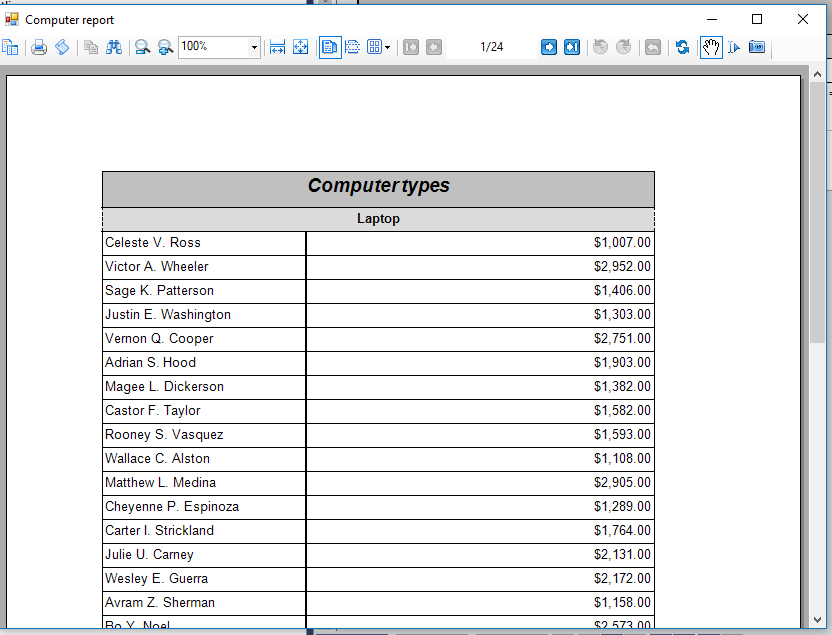 Computer report
100%
1/24
Computer types
Laptop
Celeste V. Ross $1,007.00
Victor A. Wheeler $2,952.00
Sage K. Patterson $1,406.00
Justin E. Washington $1,303.00
Vernon Q. Cooper $2,751.00
Adrian S. Hood $1,903.00
Magee L. Dickerson $1,382.00
Castor F. Taylor $1,582.00
Rooney S. Vasquez $1,593.00
Wallace C. Alston $1,108.00
Matthew L. Medina $2,905.00
Cheyenne P. Espinoza $1,289.00
Carter I. Strickland $1,764.00
Julie U. Carney $2,131.00
Wesley E. Guerra $2,172.00
Avram Z. Sherman $1,158.00
Bo Y. Noel $2,573.00